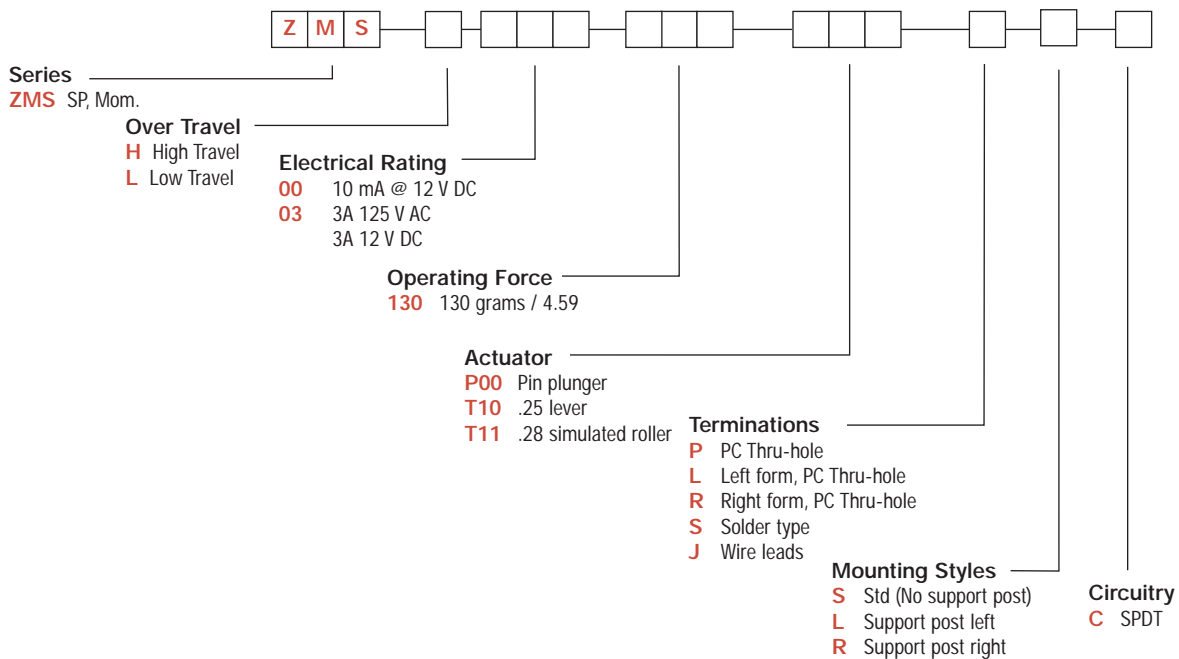 Z M S
Series
ZMS SP, Mom.
Over Travel
H High Travel
L Low Travel
Electrical Rating
00 10 mA @ 12 V DC
03 3A 125 V AC
3A 12 V DC
Operating Force
130 130 grams / 4.59
Actuator
P00 Pin plunger
T10 .25 lever
T11 .28 simulated roller
Terminations
P PC Thru-hole
L Left form, PC Thru-hole
R Right form, PC Thru-hole
S Solder type
J Wire leads
Mounting Styles
S Std (No support post)
L Support post left
R Support post right
Circuitry
C SPDT